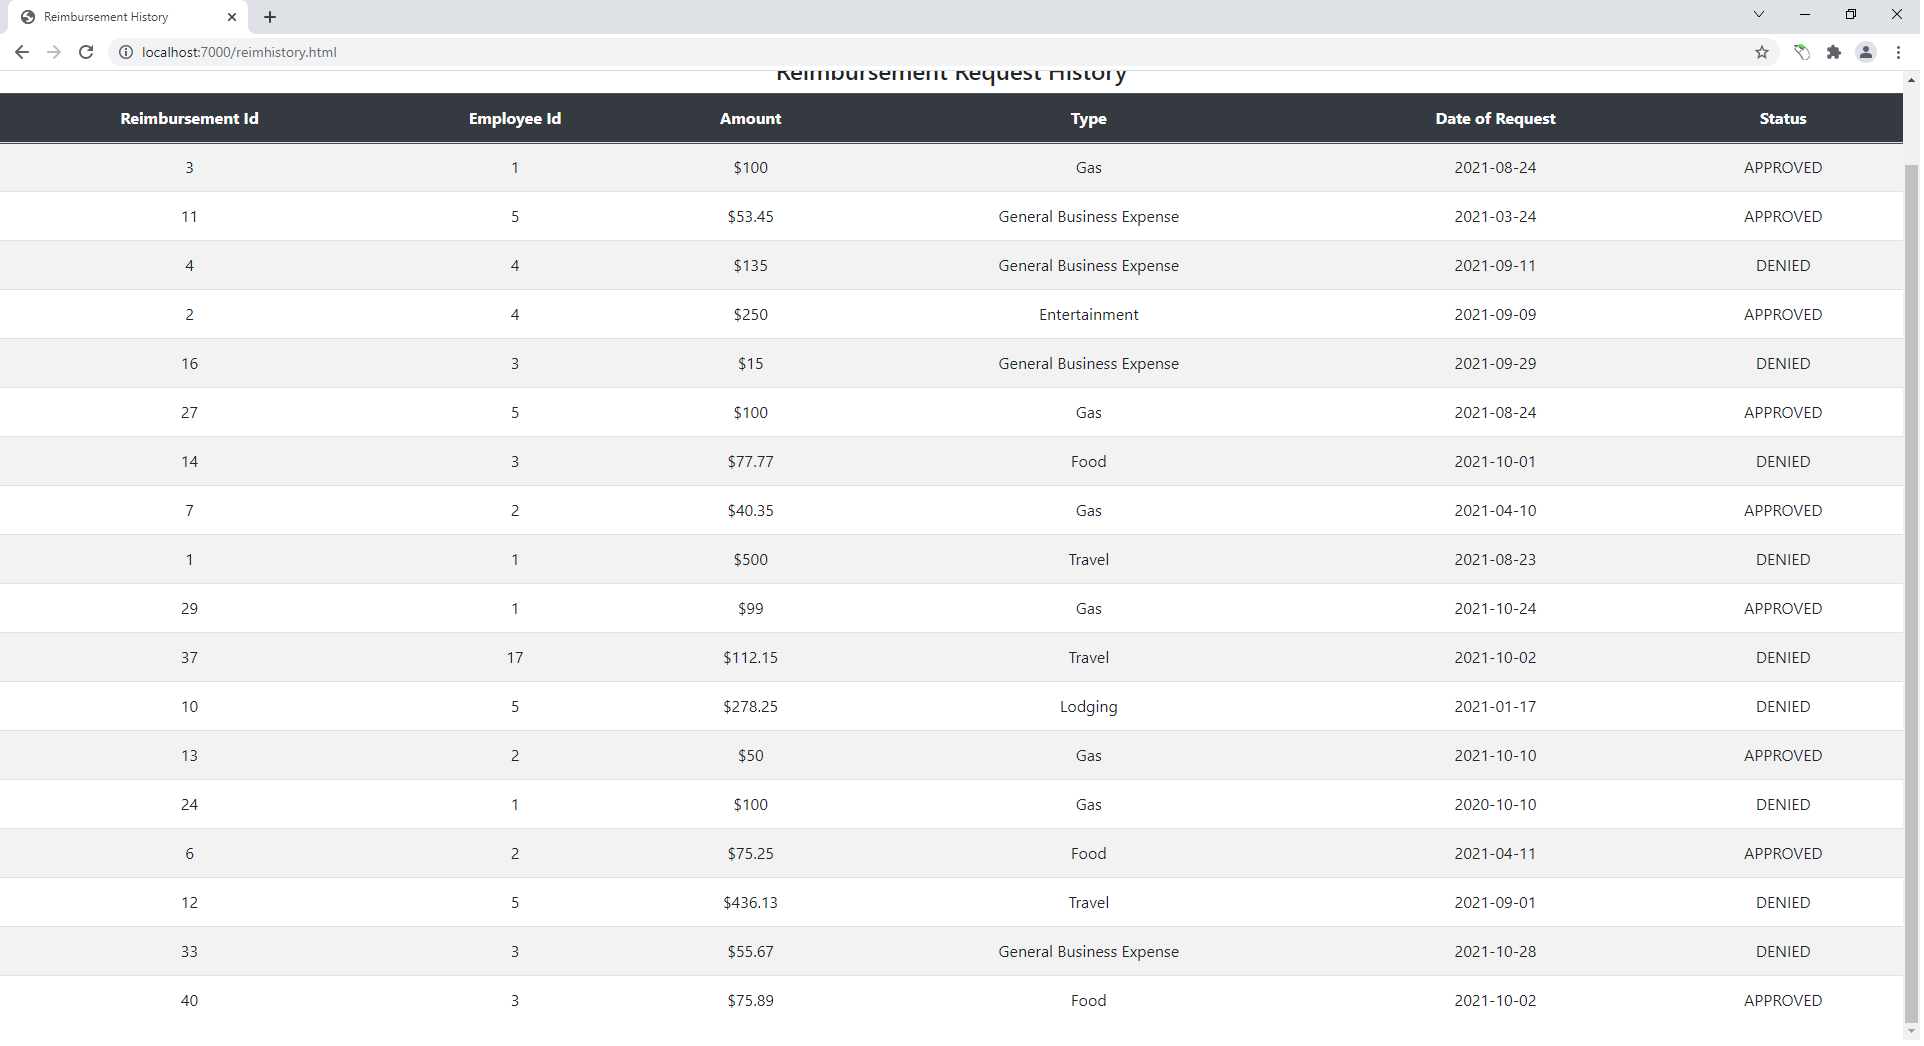 Reimbursement History
localhost:7000/reimhistory.html
Reimbursement Request History
Reimbursement Id Employee Id Amount Type Date of Request Status
3 1 $100 Gas 2021-08-24 APPROVED
11 5 $53.45 General Business Expense 2021-03-24 APPROVED
4 4 $135 General Business Expense 2021-09-11 DENIED
2 4 $250 Entertainment 2021-09-09 APPROVED
16 3 $15 General Business Expense 2021-09-29 DENIED
27 5 $100 Gas 2021-08-24 APPROVED
14 3 $77.77 Food 2021-10-01 DENIED
7 2 $40.35 Gas 2021-04-10 APPROVED
1 1 $500 Travel 2021-08-23 DENIED
29 1 $99 Gas 2021-10-24 APPROVED
37 17 $112.15 Travel 2021-10-02 DENIED
10 5 $278.25 Lodging 2021-01-17 DENIED
13 2 $50 Gas 2021-10-10 APPROVED
24 1 $100 Gas 2020-10-10 DENIED
6 2 $75.25 Food 2021-04-11 APPROVED
12 5 $436.13 Travel 2021-09-01 DENIED
33 3 $55.67 General Business Expense 2021-10-28 DENIED
40 3 $75.89 Food 2021-10-02 APPROVED